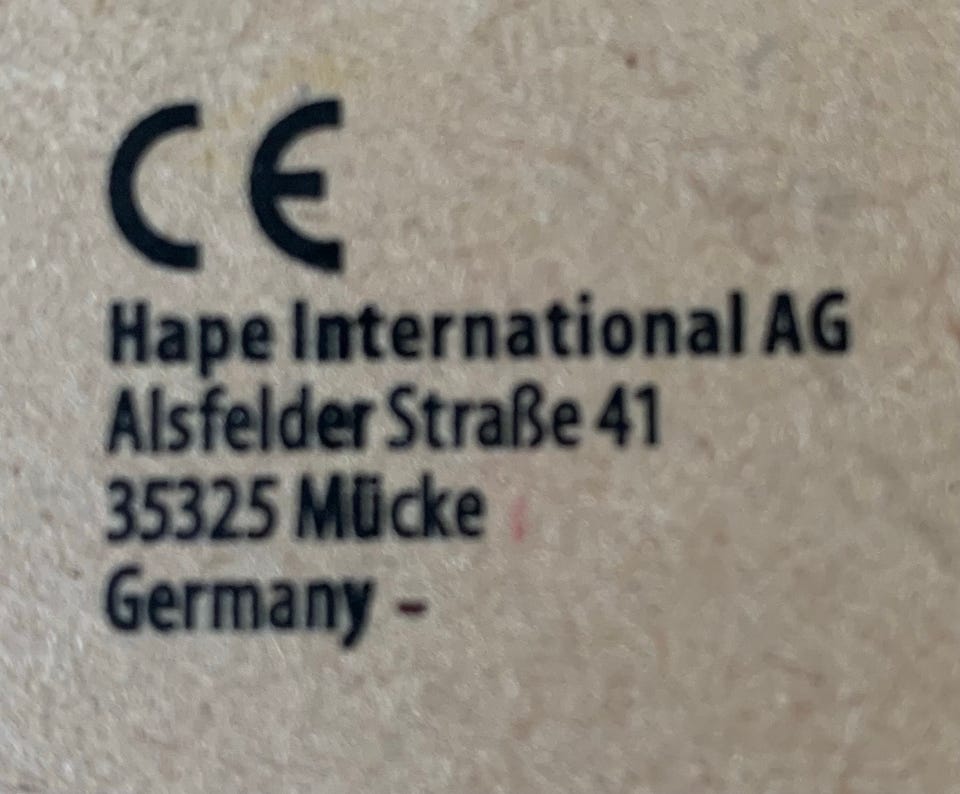 CE
Hape International AG
Alsfelder Straße 41
35325 Mücke
Germany -